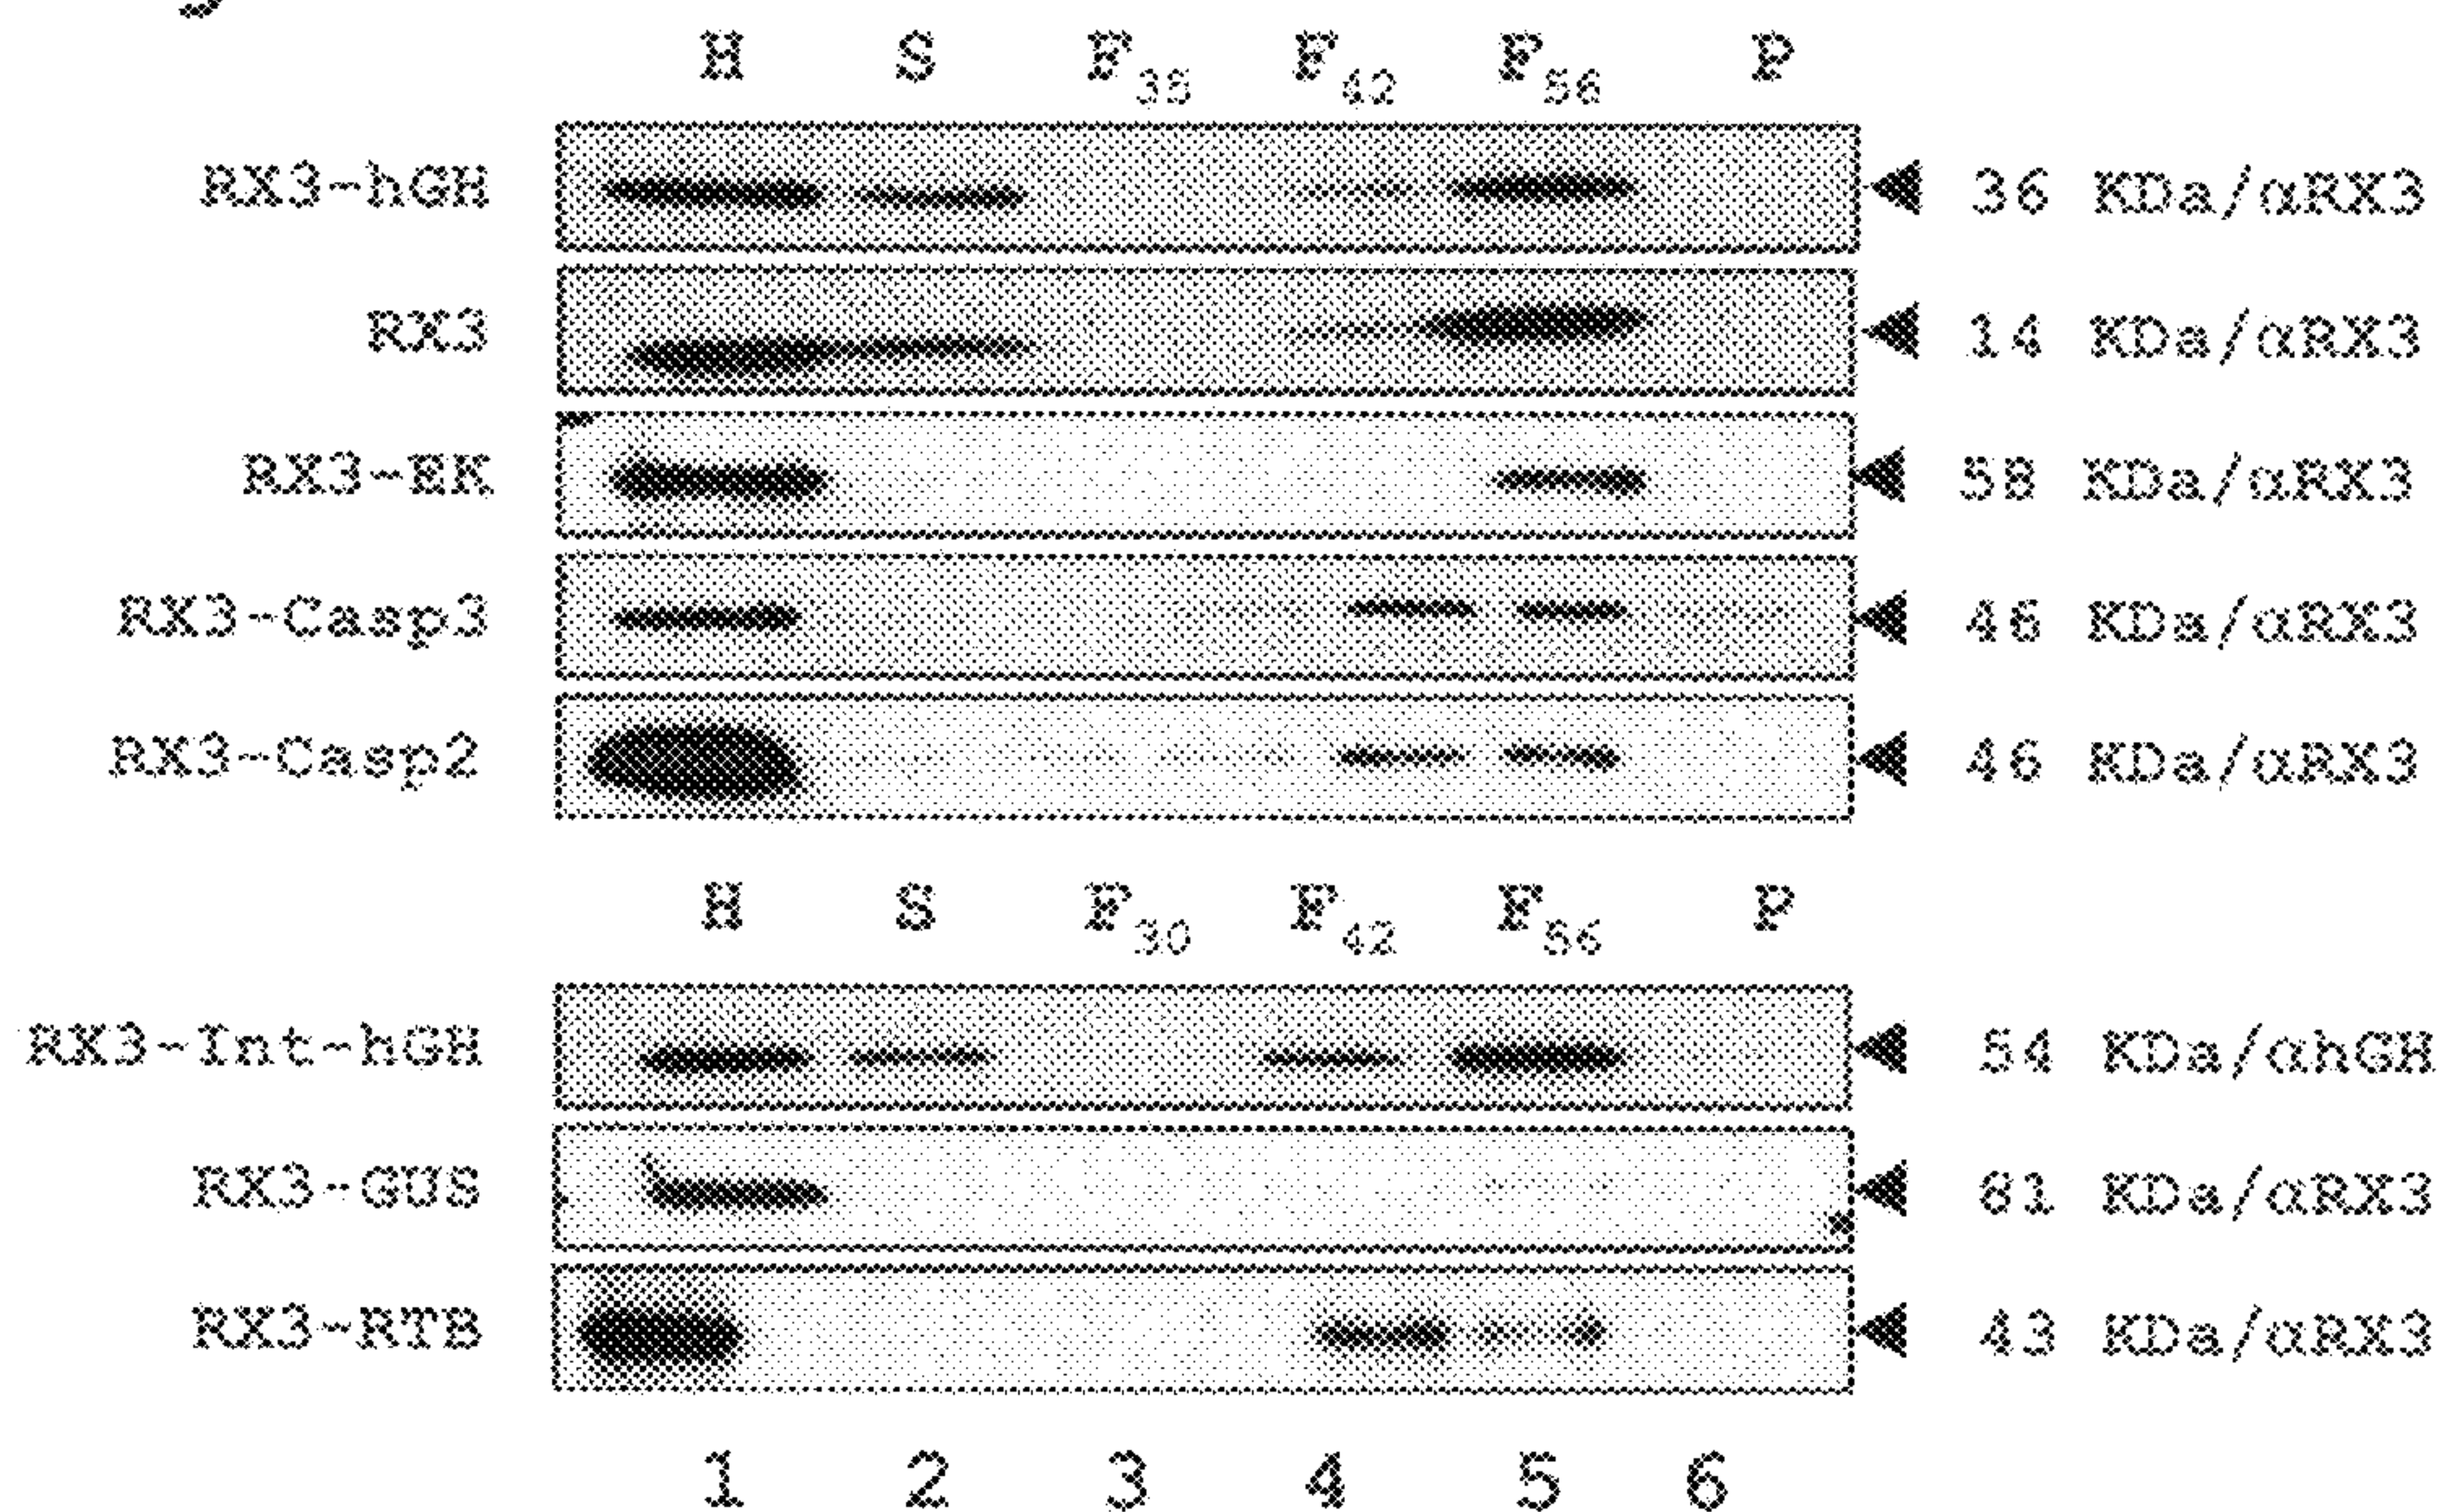 H S F35 F42 F56 P
RX3-hGH 36 KDa/αRX3
RX3 14 KDa/αRX3
RX3-EK 58 KDa/αRX3
RX3-Casp3 46 KDa/αRX3
RX3-Casp2 46 KDa/αRX3
H S F30 F42 F56 P
RX3-Int-hGH 54 KDa/αhGH
RX3-GUS 81 KDa/αRX3
RX3-RTB 43 KDa/αRX3
1 2 3 4 5 6